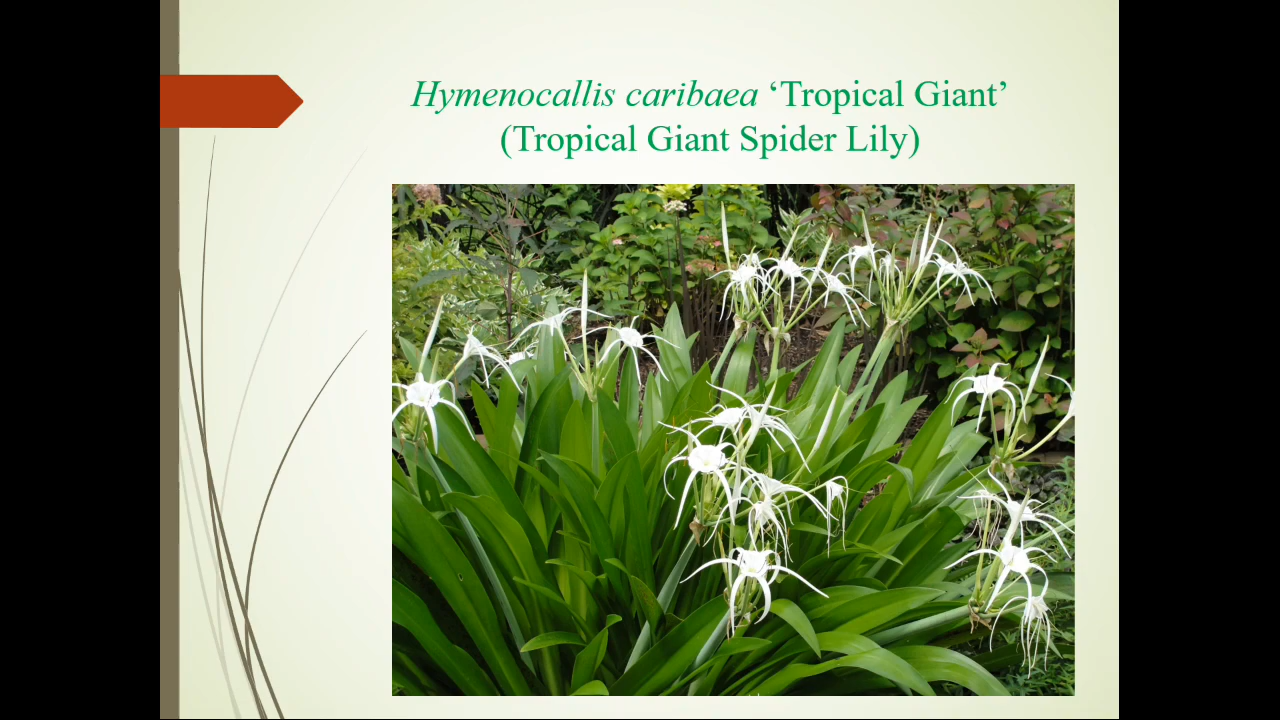 Hymenocallis caribaea ‘Tropical Giant’
(Tropical Giant Spider Lily)